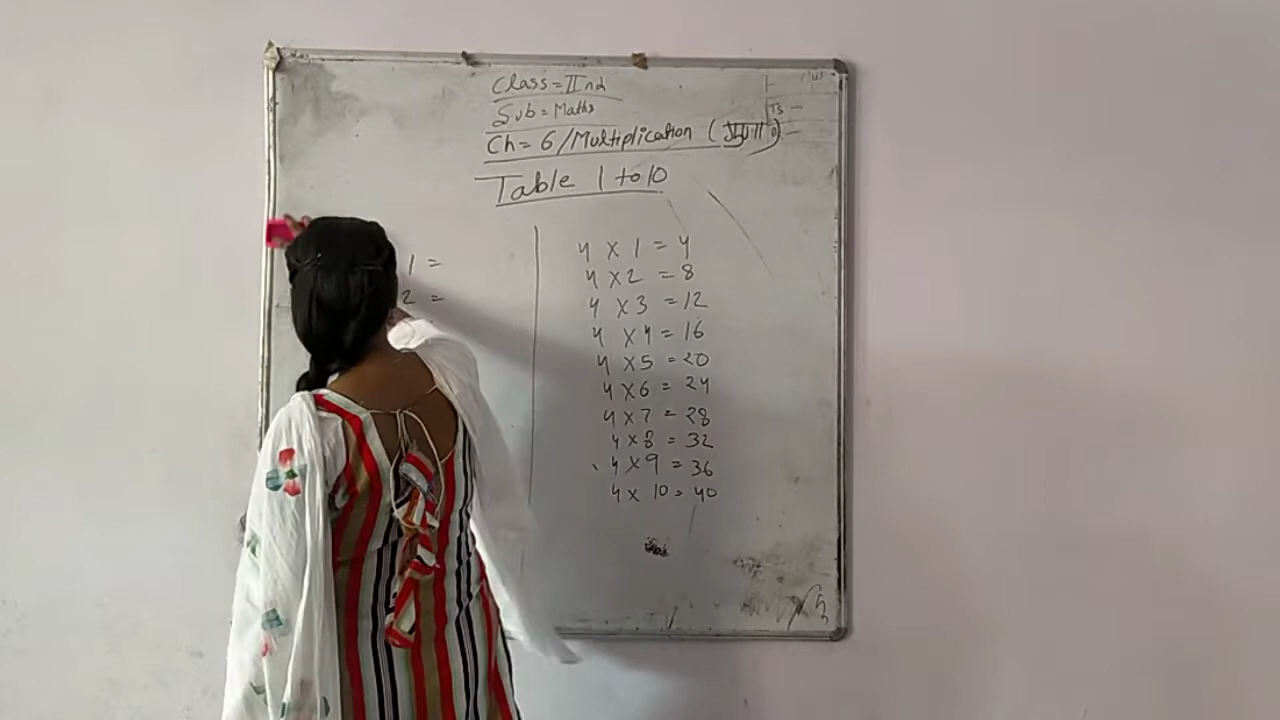 Class = II nd
Sub = Maths
Ch = 6 / Multiplication (गुणा)
Table 1 to 10
1 =
2 =
4 x 1 = 4
4 x 2 = 8
4 x 3 = 12
4 x 4 = 16
4 x 5 = 20
4 x 6 = 24
4 x 7 = 28
4 x 8 = 32
4 x 9 = 36
4 x 10 = 40